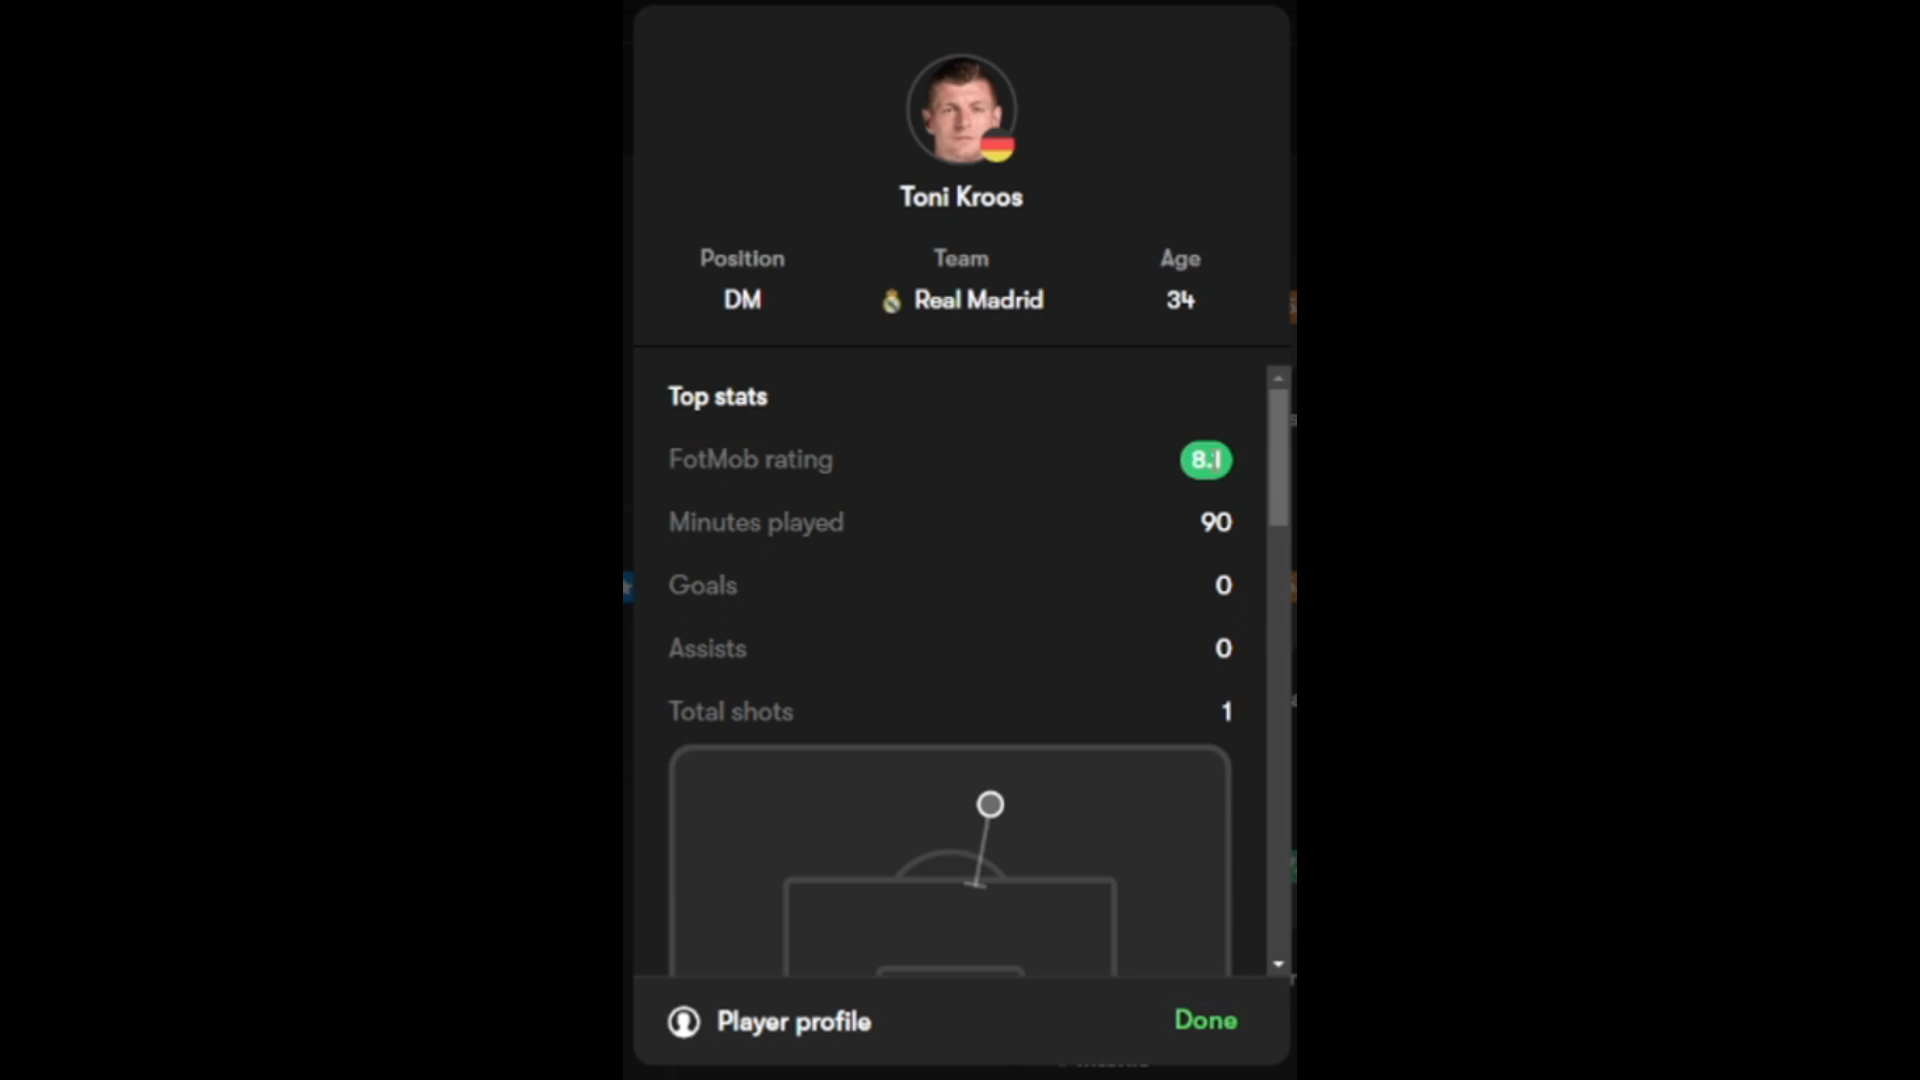 Toni Kroos
Position Team Age
DM Real Madrid 34
Top stats
FotMob rating 8.1
Minutes played 90
Goals 0
Assists 0
Total shots 1
Player profile Done